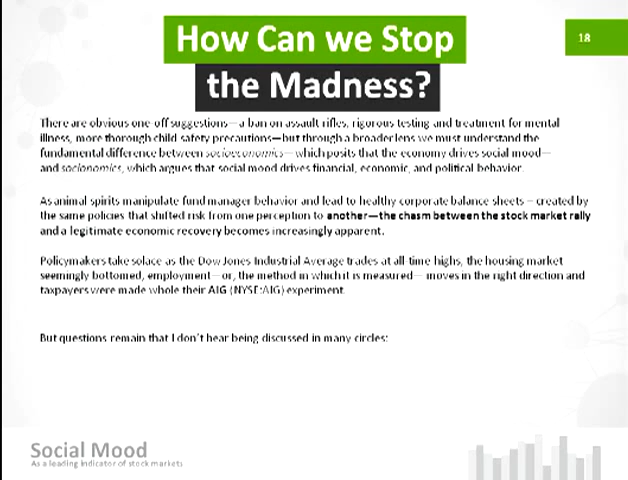 How Can we Stop
the Madness?
18
There are obvious one-off suggestions—a ban on assault rifles, rigorous testing and treatment for mental
illness, more thorough child safety precautions—but through a broader lens we must understand the
fundamental difference between socioeconomics—which posits that the economy drives social mood—
and socionomics, which argues that social mood drives financial, economic, and political behavior.
As animal spirits manipulate fund manager behavior and lead to healthy corporate balance sheets – created by
the same policies that shifted risk from one perception to another—the chasm between the stock market rally
and a legitimate economic recovery becomes increasingly apparent.
Policymakers take solace as the Dow Jones Industrial Average trades at all-time highs, the housing market
seemingly bottomed, employment—or, the method in which it is measured—moves in the right direction and
taxpayers were made whole their AIG (NYSE:AIG) experiment.
But questions remain that I don't hear being discussed in many circles:
Social Mood
As a leading indicator of stock markets